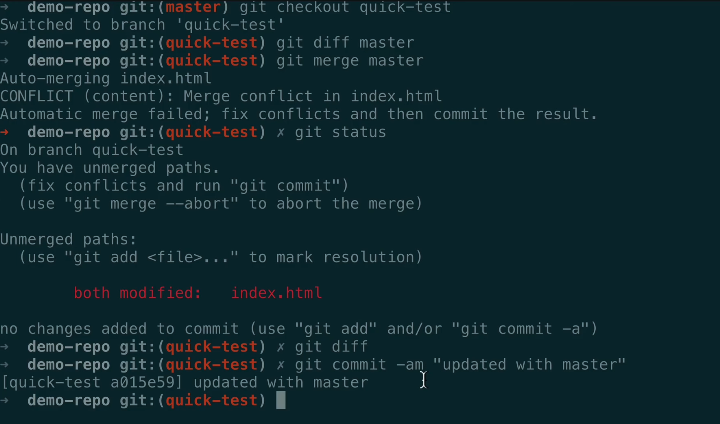 ➜  demo-repo git:(master) git checkout quick-test
Switched to branch 'quick-test'
➜  demo-repo git:(quick-test) git diff master
➜  demo-repo git:(quick-test) git merge master
Auto-merging index.html
CONFLICT (content): Merge conflict in index.html
Automatic merge failed; fix conflicts and then commit the result.
➜  demo-repo git:(quick-test) ✗ git status
On branch quick-test
You have unmerged paths.
  (fix conflicts and run "git commit")
  (use "git merge --abort" to abort the merge)
Unmerged paths:
  (use "git add <file>..." to mark resolution)
        both modified:   index.html
no changes added to commit (use "git add" and/or "git commit -a")
➜  demo-repo git:(quick-test) ✗ git diff
➜  demo-repo git:(quick-test) ✗ git commit -am "updated with master"
[quick-test a015e59] updated with master
➜  demo-repo git:(quick-test)